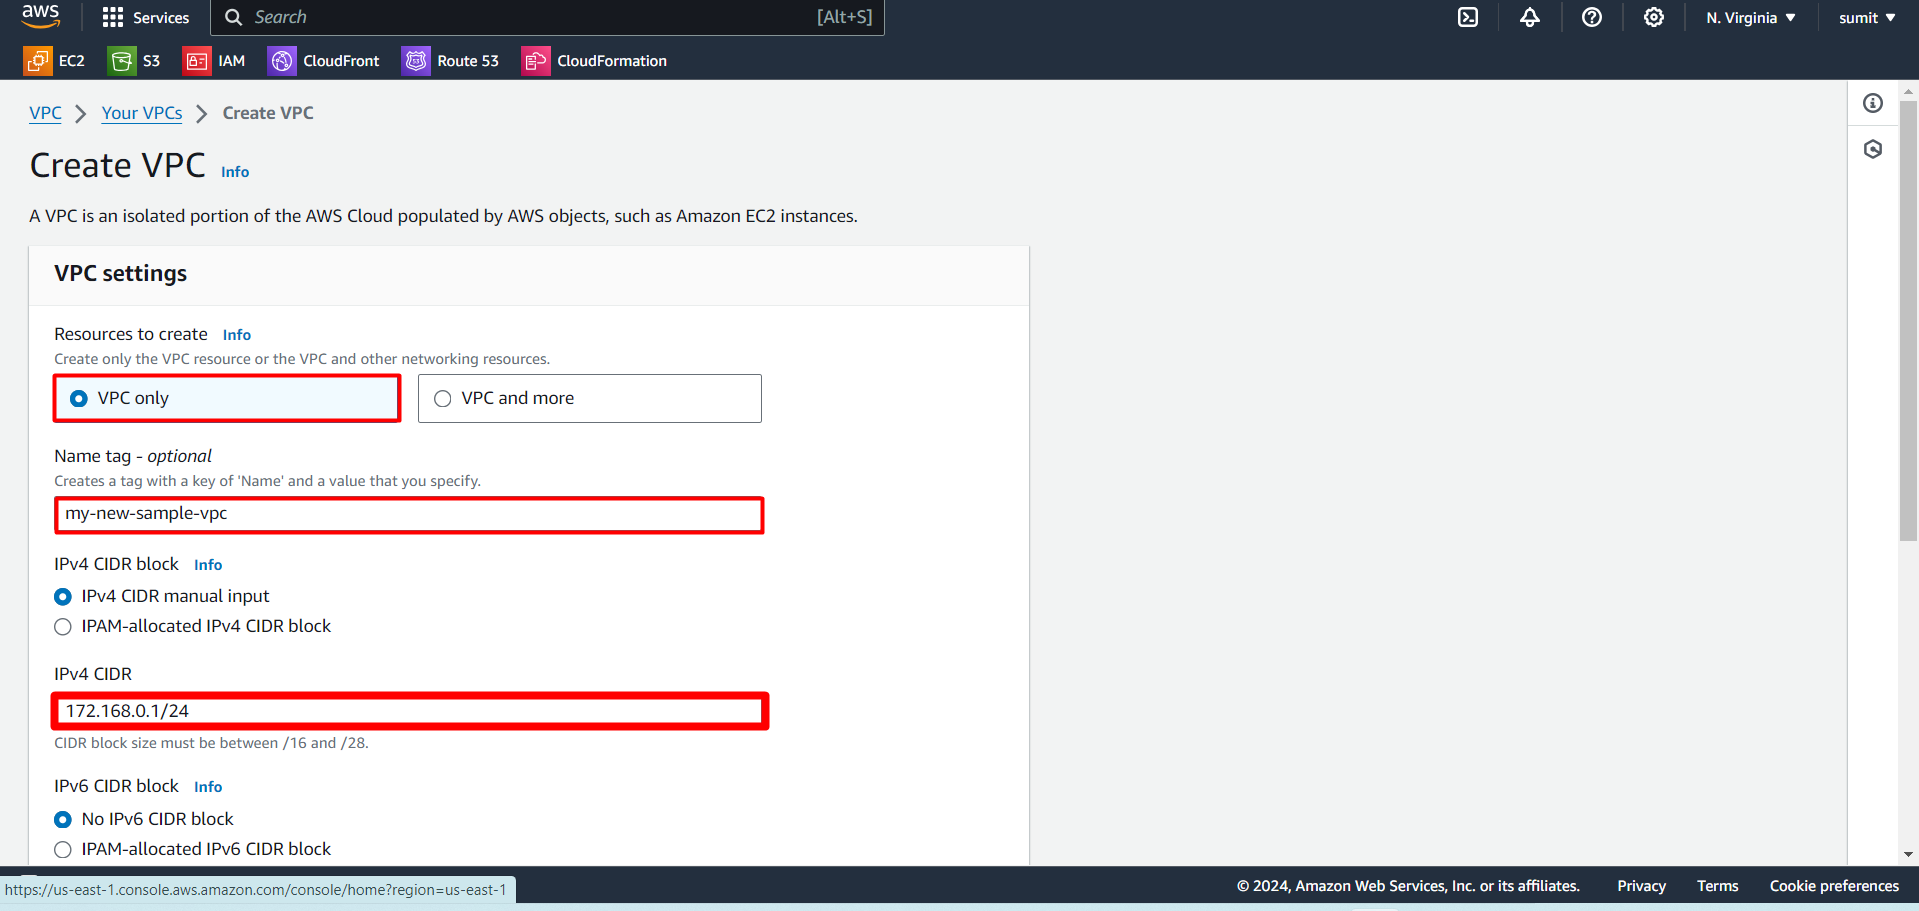 aws Services Search [Alt+S] N. Virginia sumit
EC2 S3 IAM CloudFront Route 53 CloudFormation
VPC Your VPCs Create VPC
Create VPC Info
A VPC is an isolated portion of the AWS Cloud populated by AWS objects, such as Amazon EC2 instances.
VPC settings
Resources to create Info
Create only the VPC resource or the VPC and other networking resources.
VPC only VPC and more
Name tag - optional
Creates a tag with a key of 'Name' and a value that you specify.
my-new-sample-vpc
IPv4 CIDR block Info
IPv4 CIDR manual input
IPAM-allocated IPv4 CIDR block
IPv4 CIDR
172.168.0.1/24
CIDR block size must be between /16 and /28.
IPv6 CIDR block Info
No IPv6 CIDR block
IPAM-allocated IPv6 CIDR block
https://us-east-1.console.aws.amazon.com/console/home?region=us-east-1 © 2024, Amazon Web Services, Inc. or its affiliates. Privacy Terms Cookie preferences